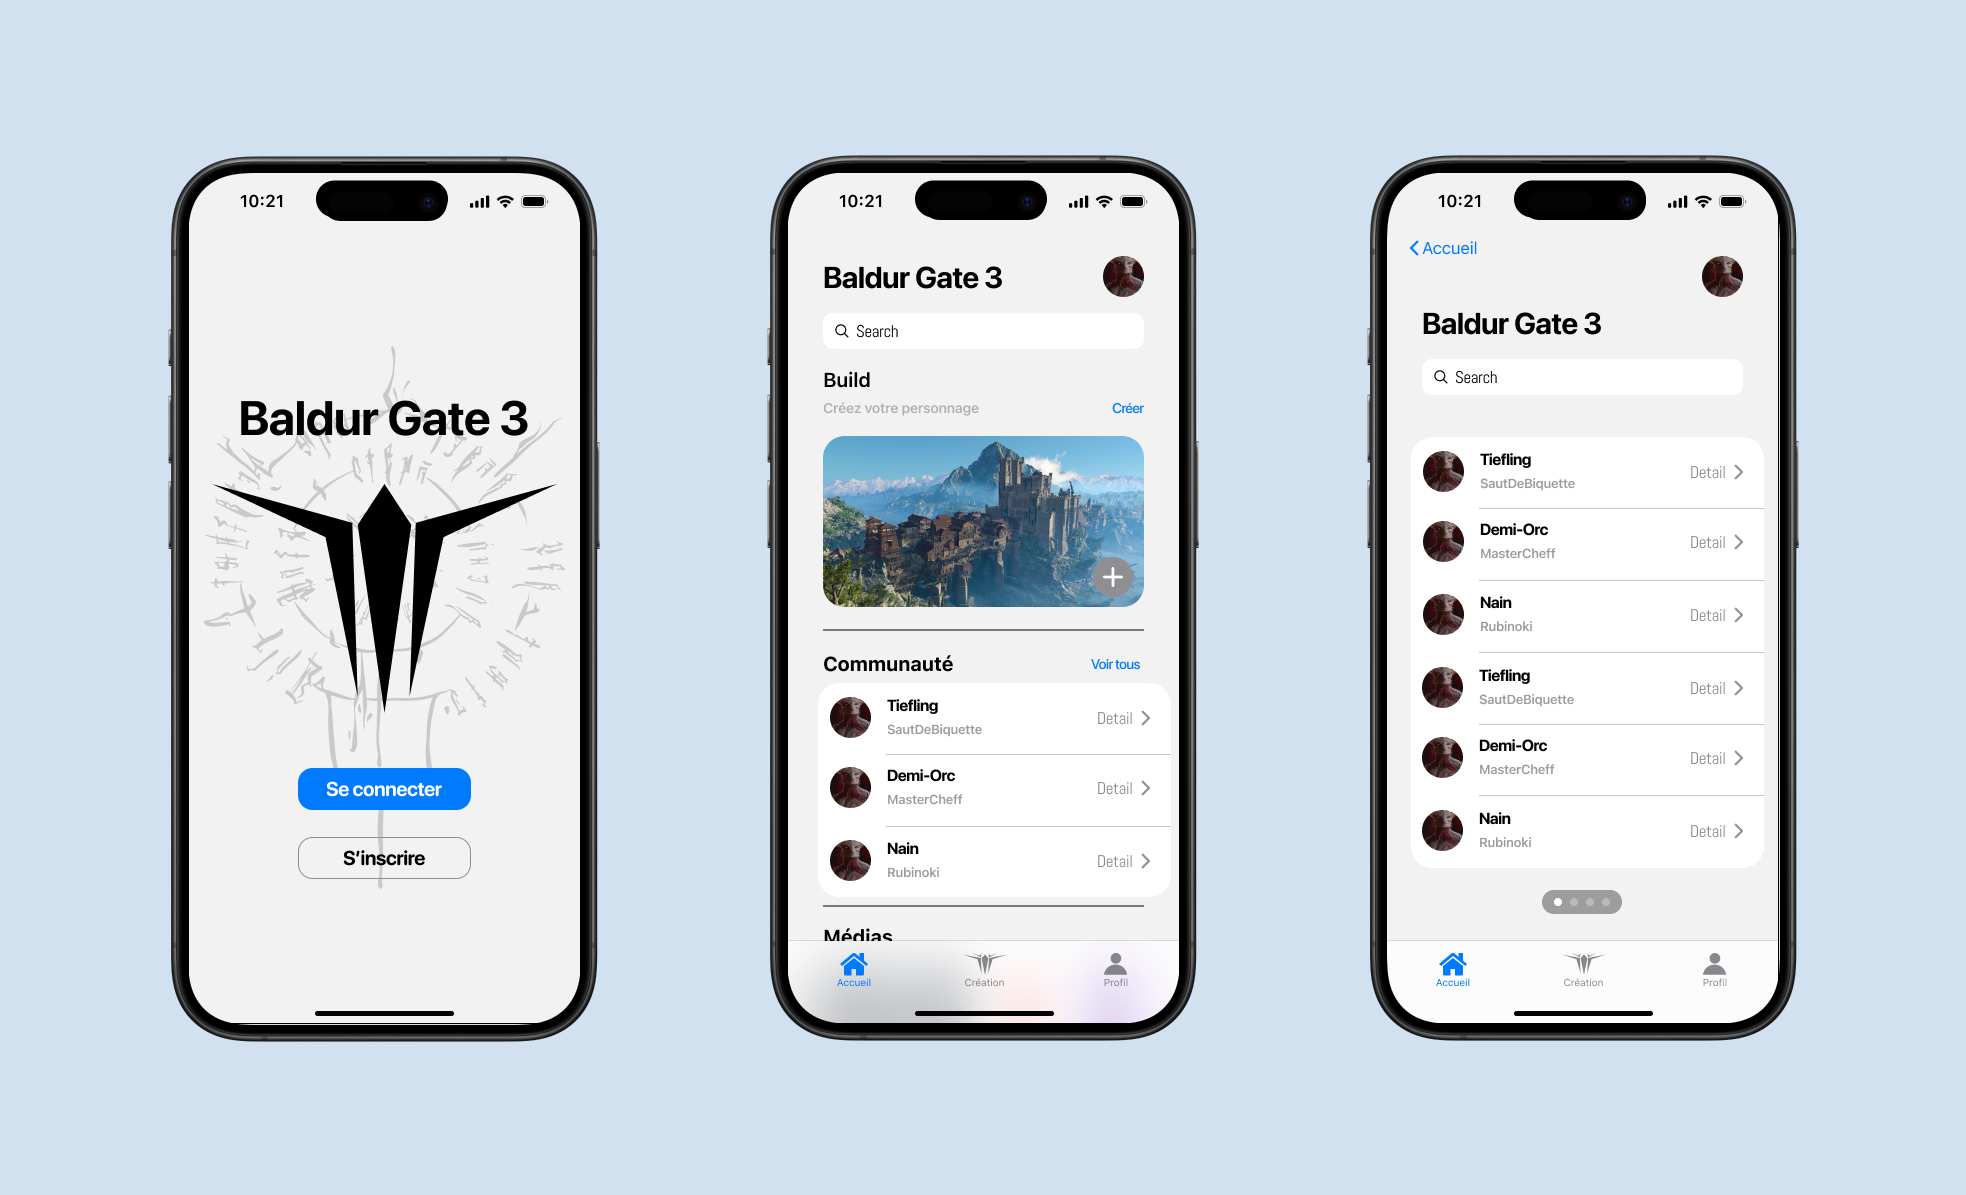 10:21
Baldur Gate 3
Se connecter
S'inscrire
10:21
Baldur Gate 3
Search
Build
Créez votre personnage
Créer
Communauté
Voir tous
Tiefling
SautDeBiquette
Detail
Demi-Orc
MasterCheff
Detail
Nain
Rubinoki
Detail
Médias
Accueil
Création
Profil
10:21
Accueil
Baldur Gate 3
Search
Tiefling
SautDeBiquette
Detail
Demi-Orc
MasterCheff
Detail
Nain
Rubinoki
Detail
Tiefling
SautDeBiquette
Detail
Demi-Orc
MasterCheff
Detail
Nain
Rubinoki
Detail
Accueil
Création
Profil